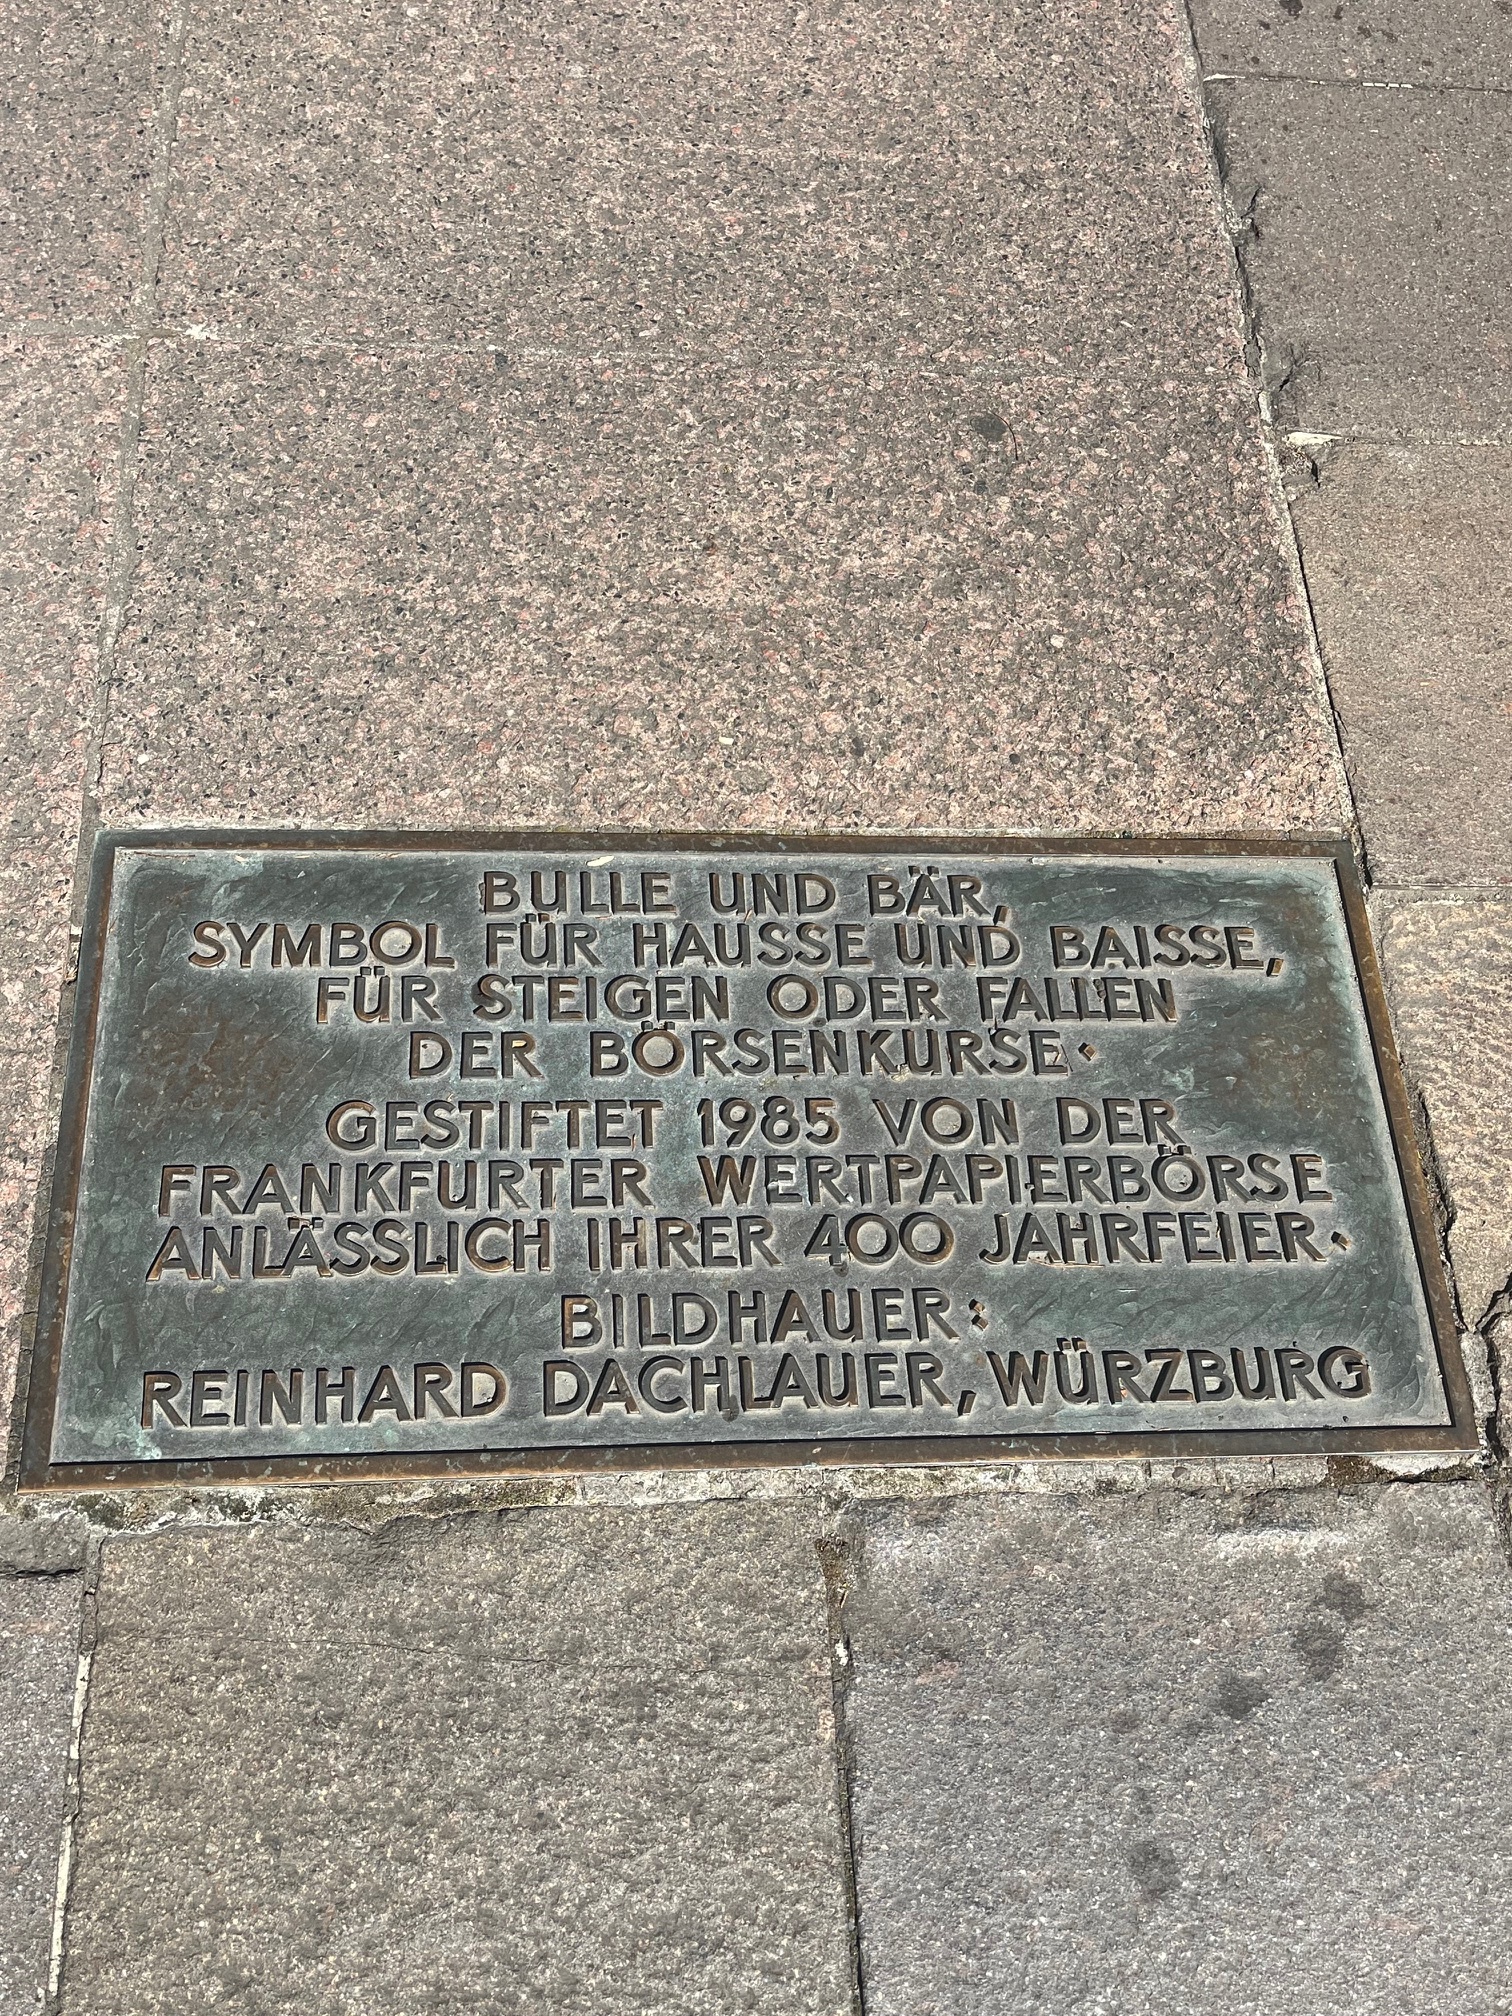 BULLE UND BÄR,
SYMBOL FÜR HAUSSE UND BAISSE,
FÜR STEIGEN ODER FALLEN
DER BÖRSENKURSE.
GESTIFTET 1985 VON DER
FRANKFURTER WERTPAPIERBÖRSE
ANLÄSSLICH IHRER 400 JAHRFEIER.
BILDHAUER:
REINHARD DACHLAUER, WÜRZBURG